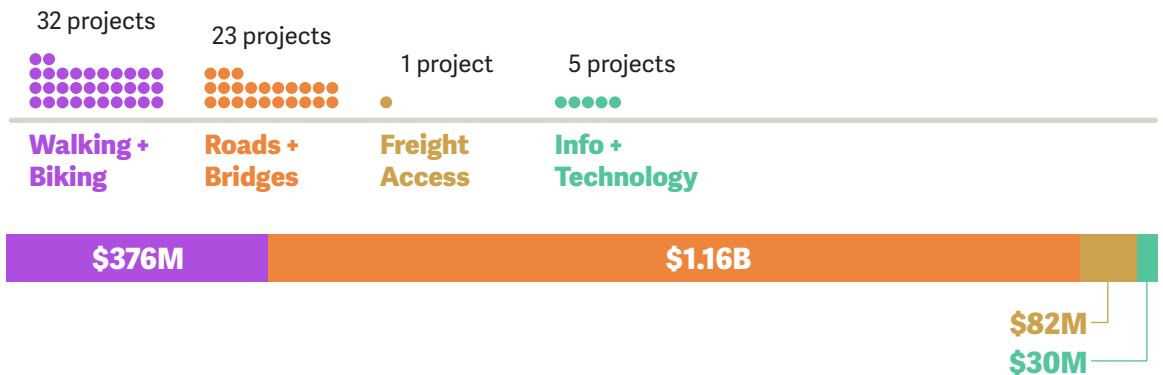 32 projects
23 projects
1 project
5 projects
Walking +
Biking
Roads +
Bridges
Freight
Access
Info +
Technology
$376M
$1.16B
$82M
$30M